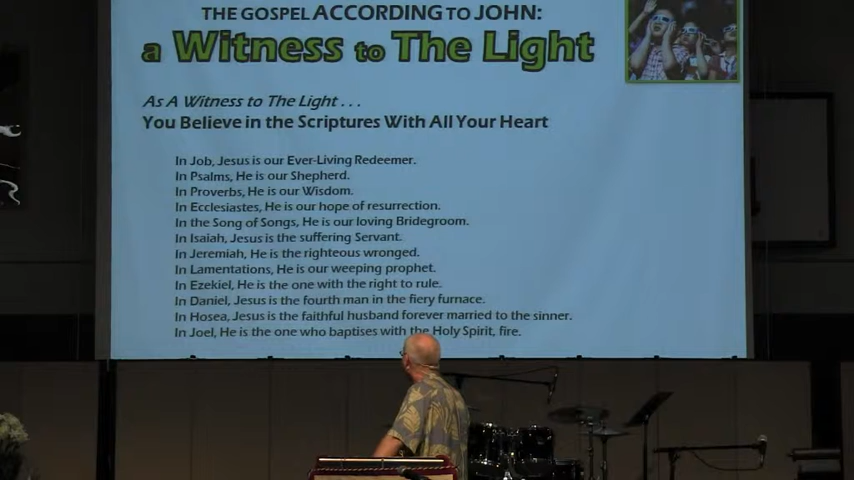 THE GOSPEL ACCORDING TO JOHN:
a Witness to The Light
As A Witness to The Light . . .
You Believe in the Scriptures With All Your Heart
In Job, Jesus is our Ever-Living Redeemer.
In Psalms, He is our Shepherd.
In Proverbs, He is our Wisdom.
In Ecclesiastes, He is our hope of resurrection.
In the Song of Songs, He is our loving Bridegroom.
In Isaiah, Jesus is the suffering Servant.
In Jeremiah, He is the righteous wronged.
In Lamentations, He is our weeping prophet.
In Ezekiel, He is the one with the right to rule.
In Daniel, Jesus is the fourth man in the fiery furnace.
In Hosea, Jesus is the faithful husband forever married to the sinner.
In Joel, He is the one who baptises with the Holy Spirit, fire.